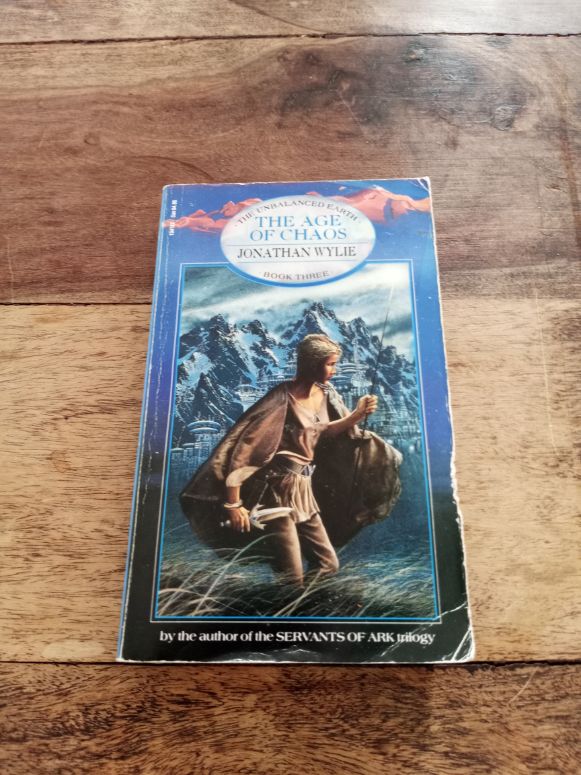 THE UNBALANCED EARTH
THE AGE
OF CHAOS
JONATHAN WYLIE
BOOK THREE
by the author of the SERVANTS OF ARK trilogy